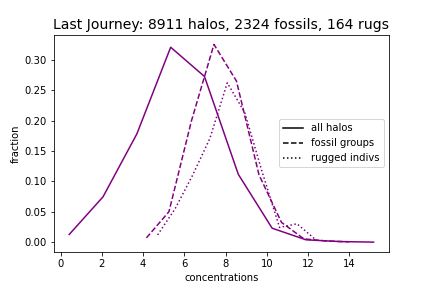 Last Journey: 8911 halos, 2324 fossils, 164 rugs
0.30
0.25
0.20
0.15
0.10
0.05
0.00
fraction
all halos
fossil groups
rugged indivs
0 2 4 6 8 10 12 14
concentrations